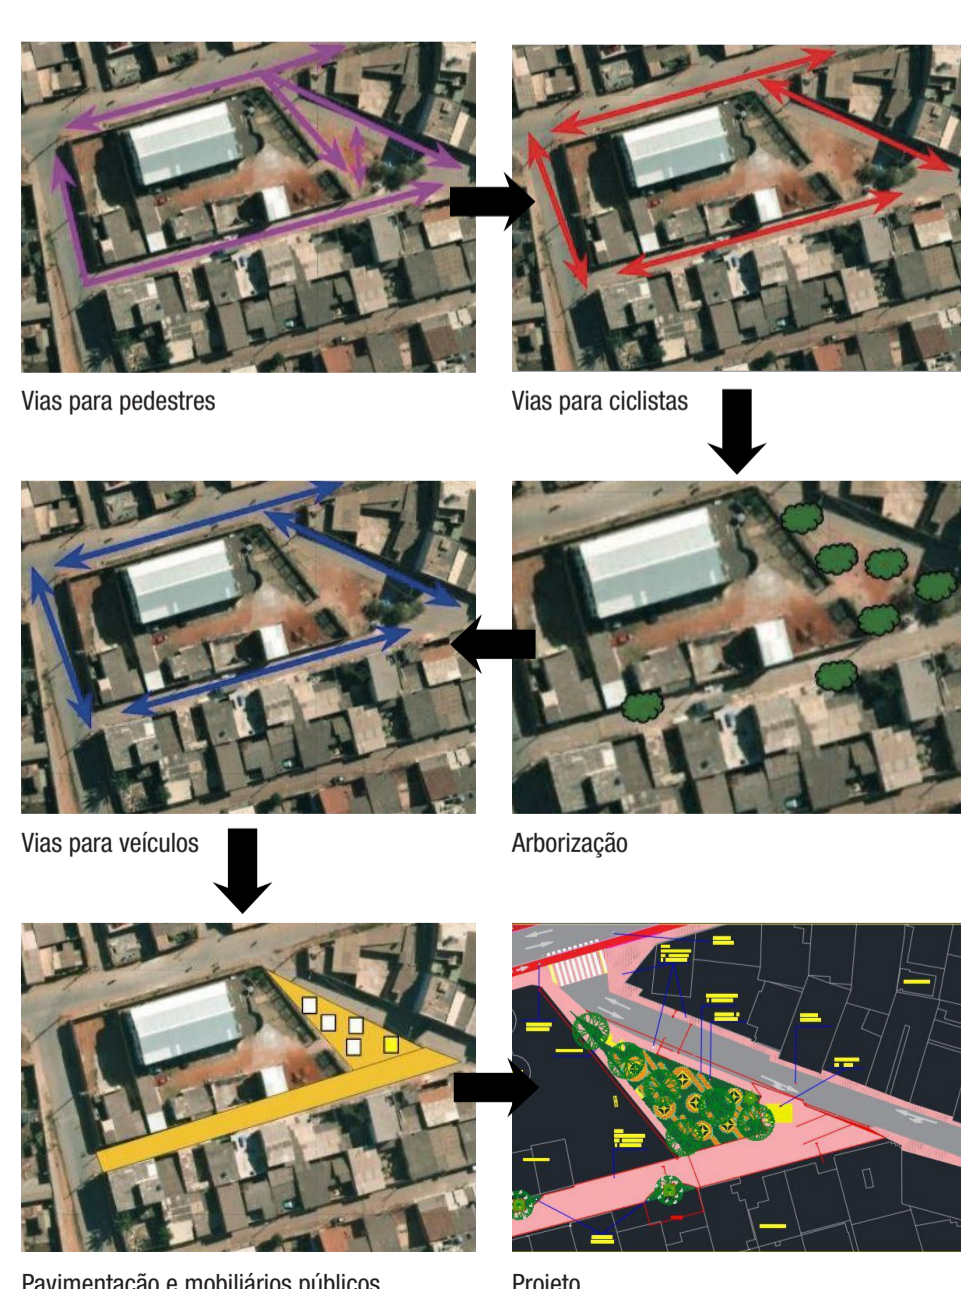 Vias para pedestres
Vias para ciclistas
Vias para veículos
Arborização
Pavimentação e mobiliários públicos
Projeto